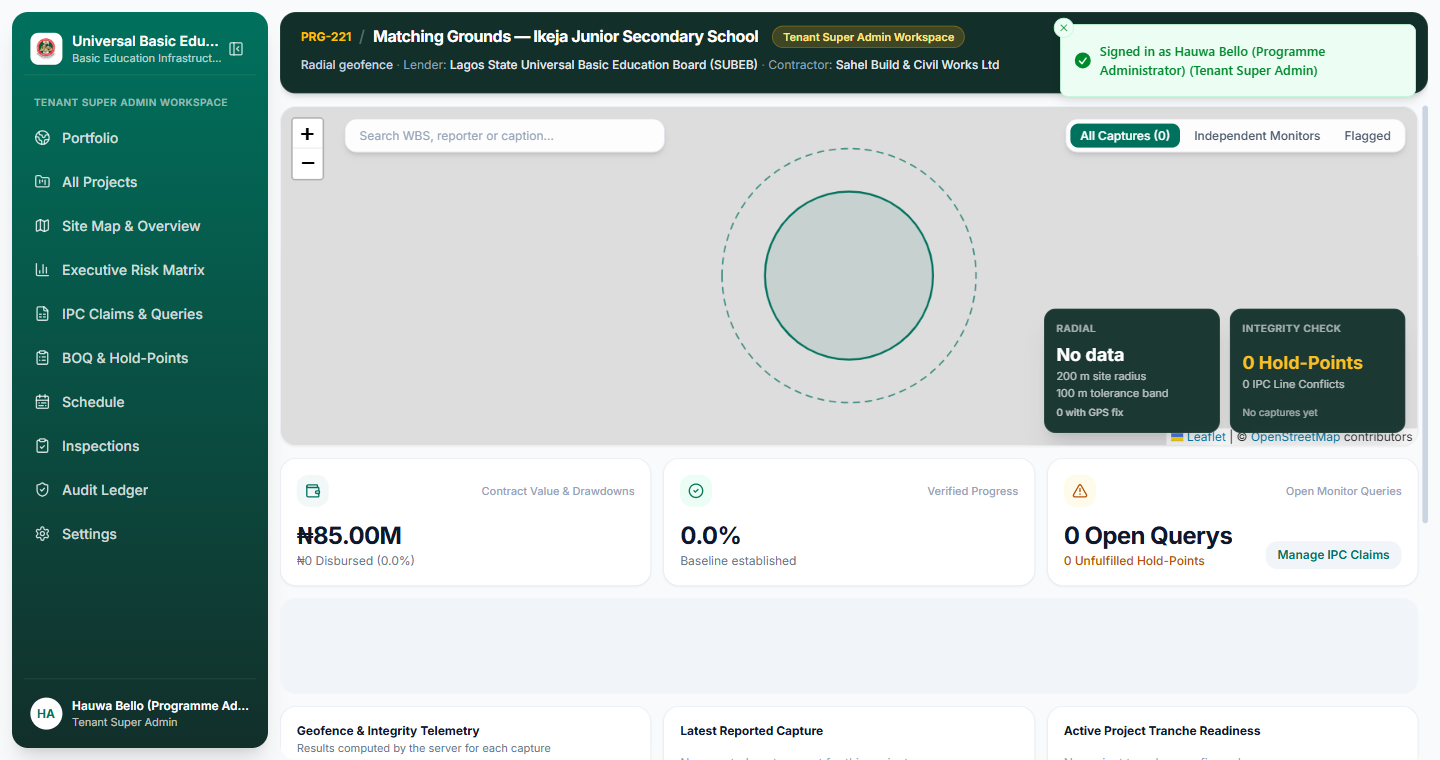 Universal Basic Edu...
Basic Education Infrastruct...
TENANT SUPER ADMIN WORKSPACE
Portfolio
All Projects
Site Map & Overview
Executive Risk Matrix
IPC Claims & Queries
BOQ & Hold-Points
Schedule
Inspections
Audit Ledger
Settings
HA
Hauwa Bello (Programme Ad...
Tenant Super Admin
PRG-221 / Matching Grounds — Ikeja Junior Secondary School Tenant Super Admin Workspace
Radial geofence · Lender: Lagos State Universal Basic Education Board (SUBEB) · Contractor: Sahel Build & Civil Works Ltd
Signed in as Hauwa Bello (Programme
Administrator) (Tenant Super Admin)
+
−
Search WBS, reporter or caption...
All Captures (0) Independent Monitors Flagged
RADIAL
No data
200 m site radius
100 m tolerance band
0 with GPS fix
INTEGRITY CHECK
0 Hold-Points
0 IPC Line Conflicts
No captures yet
Leaflet | © OpenStreetMap contributors
Contract Value & Drawdowns
₦85.00M
₦0 Disbursed (0.0%)
Verified Progress
0.0%
Baseline established
Open Monitor Queries
0 Open Querys
0 Unfulfilled Hold-Points
Manage IPC Claims
Geofence & Integrity Telemetry
Results computed by the server for each capture
Latest Reported Capture
Active Project Tranche Readiness